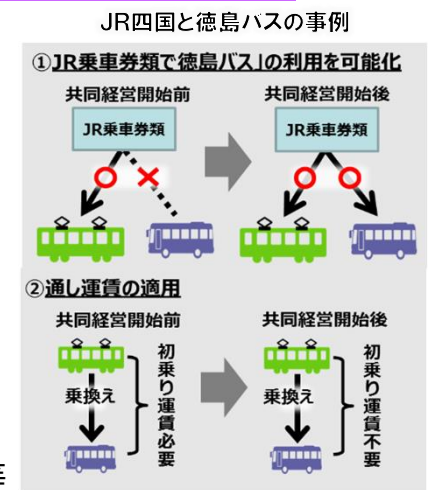 JR四国と徳島バスの事例
①JR乗車券類で徳島バス」の利用を可能化
共同経営開始前
共同経営開始後
JR乗車券類
JR乗車券類
②通し運賃の適用
共同経営開始前
共同経営開始後
乗換え
初乗り運賃必要
乗換え
初乗り運賃不要